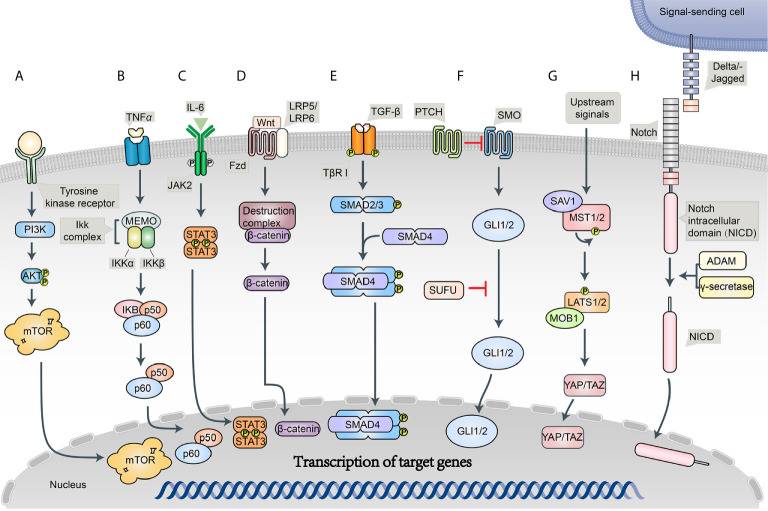 Signal-sending cell
A
B
C
D
E
F
G
H
Delta/-
Jagged
TNFα
IL-6
Wnt
LRP5/
LRP6
TGF-β
PTCH
SMO
Upstream
siginals
Notch
P
P
Fzd
P
P
JAK2
TβR I
Tyrosine
kinase receptor
PI3K
AKT
P
P
mTOR
Ikk
complex
MEMO
IKKα
IKKβ
IKB
p50
p60
p50
p60
STAT3
P
P
STAT3
Destruction
complex
β-catenin
β-catenin
SMAD2/3
P
SMAD4
SMAD4
P
P
GLI1/2
SUFU
GLI1/2
SAV1
MST1/2
P
P
LATS1/2
MOB1
YAP/TAZ
Notch
intracellular
domain (NICD)
ADAM
γ-secretase
NICD
mTOR
p50
p60
STAT3
P
P
STAT3
β-catenin
SMAD4
P
P
GLI1/2
YAP/TAZ
Transcription of target genes
Nucleus